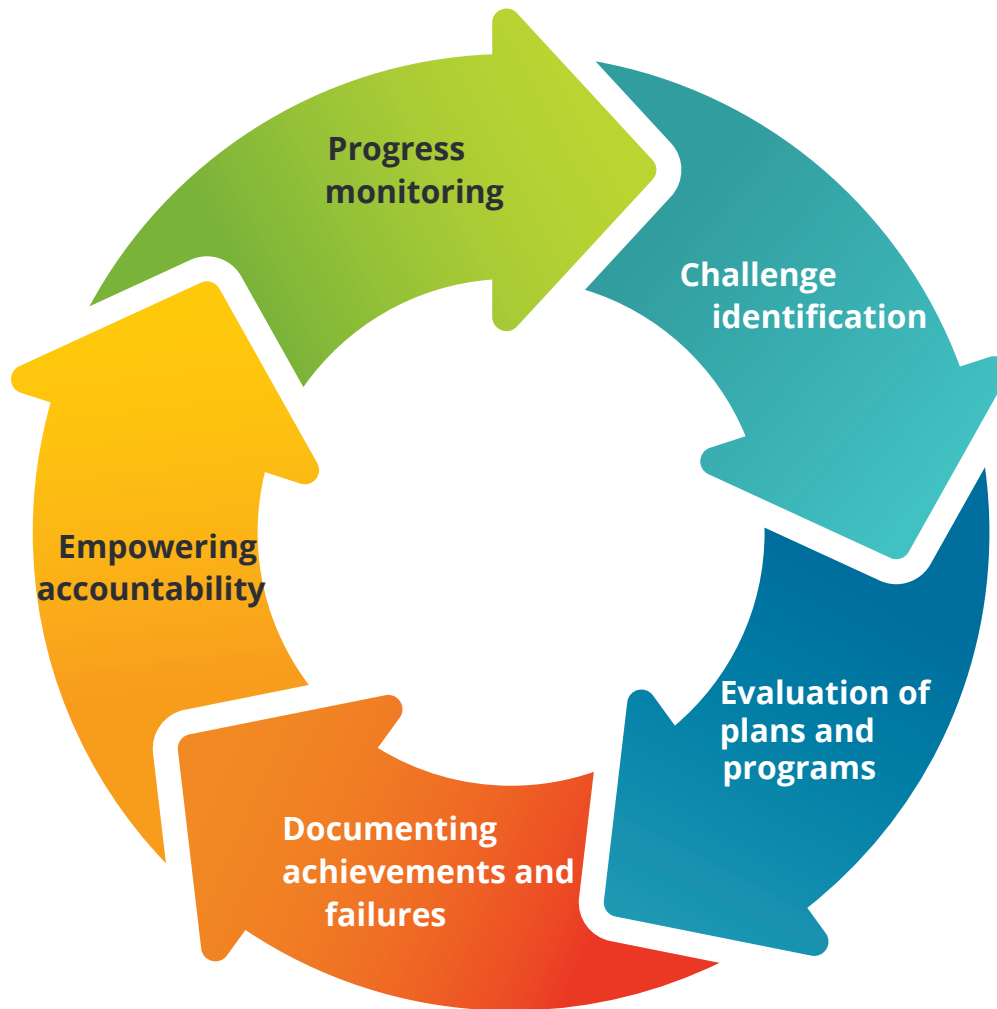 Progress
monitoring
Challenge
identification
Evaluation of
plans and
programs
Documenting
achievements and
failures
Empowering
accountability